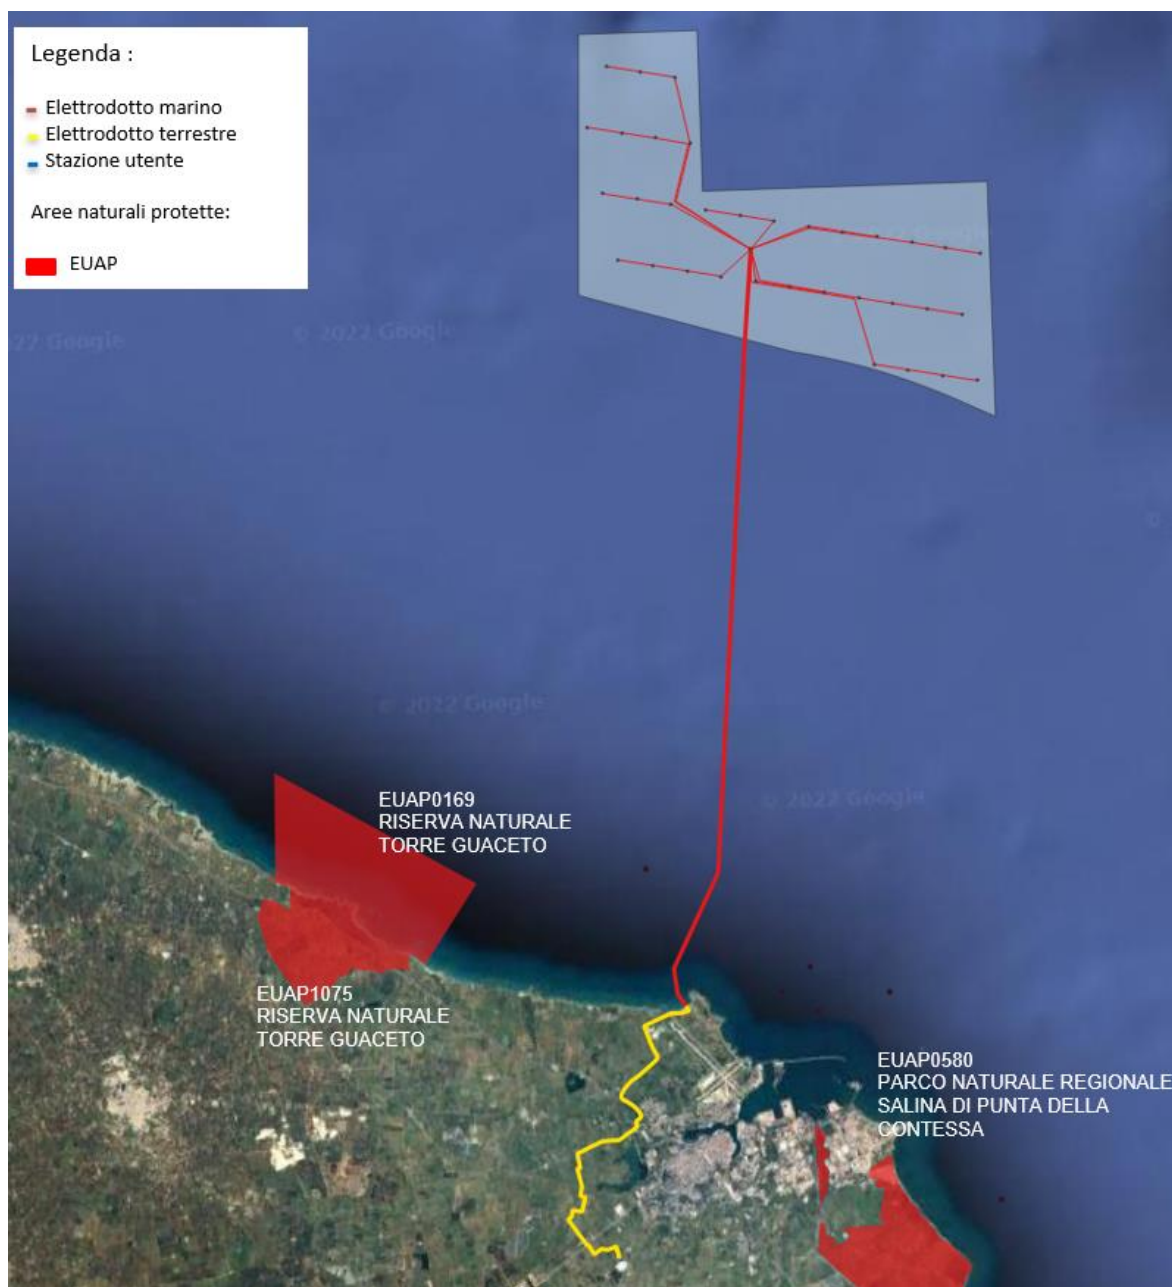 Legenda :
Elettrodotto marino
Elettrodotto terrestre
Stazione utente
Aree naturali protette:
EUAP
22 Google
© 2022 Google
© 2022 Google
© 2022 Google
EUAP0169
RISERVA NATURALE
TORRE GUACETO
EUAP1075
RISERVA NATURALE
TORRE GUACETO
EUAP0580
PARCO NATURALE REGIONALE
SALINA DI PUNTA DELLA
CONTESSA